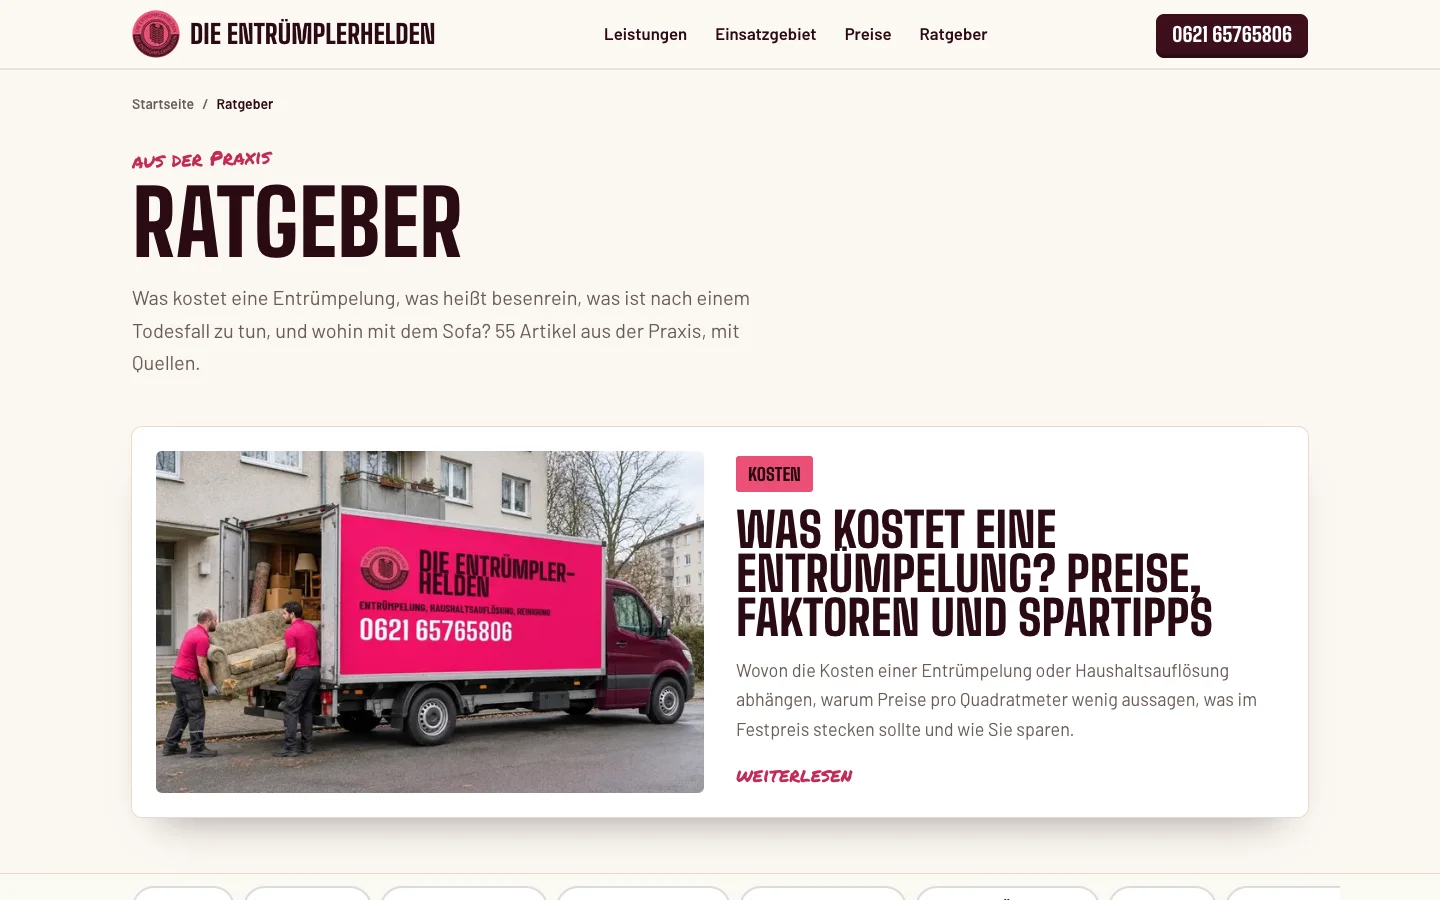 DIE ENTRÜMPLERHELDEN
Leistungen
Einsatzgebiet
Preise
Ratgeber
0621 65765806
Startseite / Ratgeber
AUS DER PRAXIS
RATGEBER
Was kostet eine Entrümpelung, was heißt besenrein, was ist nach einem
Todesfall zu tun, und wohin mit dem Sofa? 55 Artikel aus der Praxis, mit
Quellen.
DIE ENTRÜMPLER-
HELDEN
ENTRÜMPELUNG, HAUSHALTSAUFLÖSUNG, REINIGUNG
0621 65765806
KOSTEN
WAS KOSTET EINE
ENTRÜMPELUNG? PREISE,
FAKTOREN UND SPARTIPPS
Wovon die Kosten einer Entrümpelung oder Haushaltsauflösung
abhängen, warum Preise pro Quadratmeter wenig aussagen, was im
Festpreis stecken sollte und wie Sie sparen.
WEITERLESEN